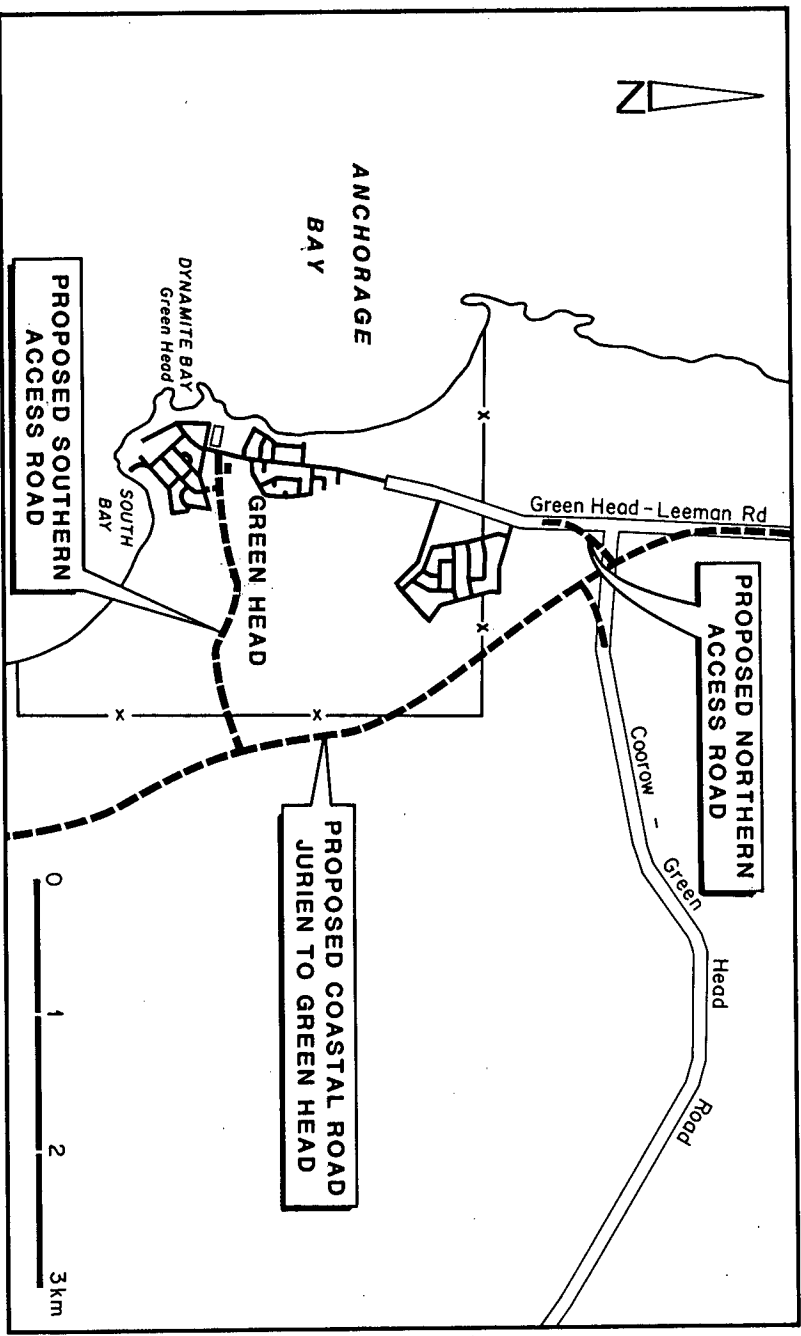 N
ANCHORAGE
BAY
DYNAMITE BAY
Green Head
SOUTH
BAY
GREEN HEAD
Green Head - Leeman Rd
PROPOSED NORTHERN
ACCESS ROAD
Coorow - Green Head Road
PROPOSED SOUTHERN
ACCESS ROAD
PROPOSED COASTAL ROAD
JURIEN TO GREEN HEAD
x
x
x
x
0 1 2 3km